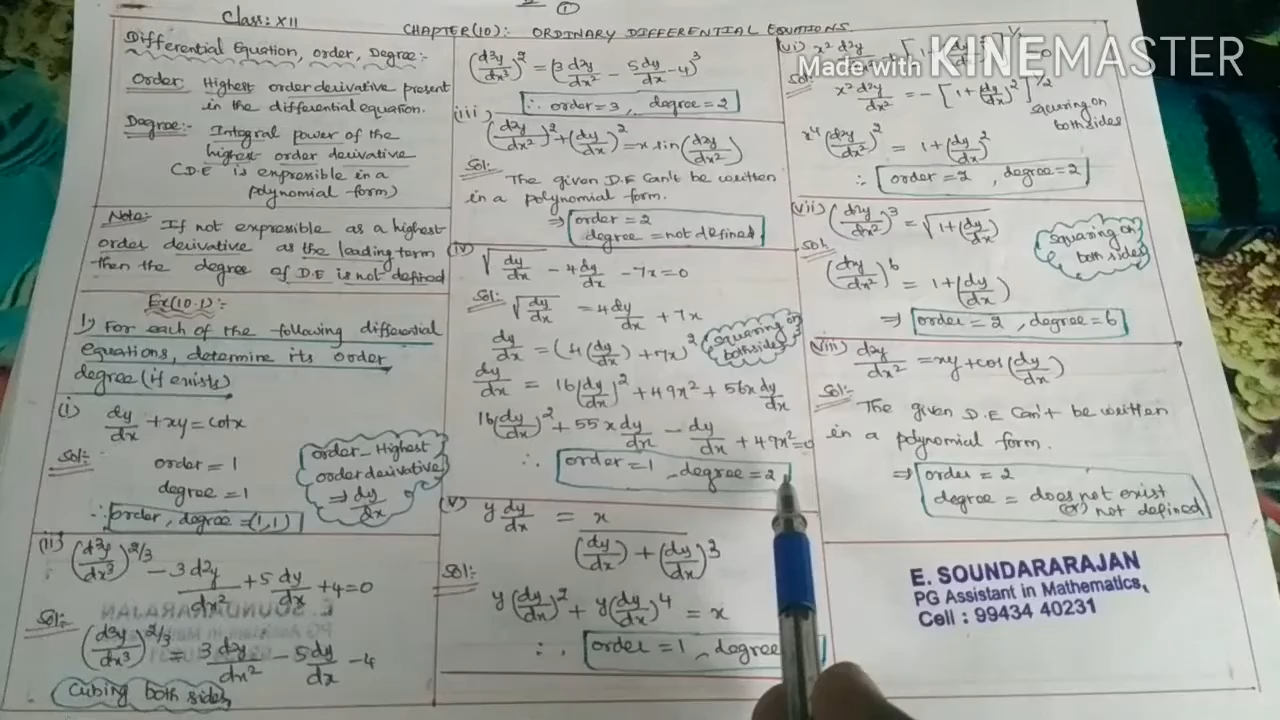 ①
Class: XII
CHAPTER(10): ORDINARY DIFFERENTIAL EQUATIONS.
Made with KINEMASTER
Differential Equation, order, Degree:-
Order: Highest order derivative present
in the differential equation.
Degree:- Integral power of the
highest order derivative
(D.E is expressible in a
polynomial form)
Note:- If not expressible as a highest
order derivative as the leading term
then the degree of D.E is not defined
Ex(10.1):-
1) For each of the following differential
equations, determine its order
degree (if exists)
(i) dy/dx + xy = cotx
Sol:- order = 1
degree = 1
∴ order, degree = (1,1)
order - Highest
order derivative
⇒ dy/dx
(ii) (d³y/dx³)^2/3 - 3 d²y/dx² + 5 dy/dx + 4 = 0
Sol:- (d³y/dx³)^2/3 = 3 d²y/dx² - 5 dy/dx - 4
Cubing both sides,
(d³y/dx³)² = (3 d²y/dx² - 5 dy/dx - 4)³
∴ order = 3, degree = 2
iii) (d²y/dx²)² + (dy/dx)² = x sin(d²y/dx²)
Sol: The given D.E can't be written
in a polynomial form.
⇒ order = 2
degree = not defined
iv) √dy/dx - 4 dy/dx - 7x = 0
Sol:- √dy/dx = 4 dy/dx + 7x
dy/dx = (4(dy/dx) + 7x)²
squaring on
both sides
dy/dx = 16(dy/dx)² + 49x² + 56x dy/dx
16(dy/dx)² + 55x dy/dx - dy/dx + 49x² = 0
∴ order = 1, degree = 2
(v) y dy/dx = x/(dy/dx) + (dy/dx)³
Sol:
y(dy/dx)² + y(dy/dx)⁴ = x
∴ order = 1, degree
(vi) x² d²y
Sol: x² d²y/dx² = -[1 + (dy/dx)²]^1/2
squaring on
both sides
x⁴(d²y/dx²)² = 1 + (dy/dx)²
∴ order = 2, degree = 2
(vii) (d²y/dx²)³ = √1 + (dy/dx)
Sol. squaring on
both sides
(d²y/dx²)⁶ = 1 + (dy/dx)
⇒ order = 2, degree = 6
(viii) d²y/dx² = xy + cos(dy/dx)
Sol: The given D.E can't be written
in a polynomial form.
⇒ order = 2
degree = does not exist
(or) not defined
E. SOUNDARARAJAN
PG Assistant in Mathematics,
Cell : 99434 40231